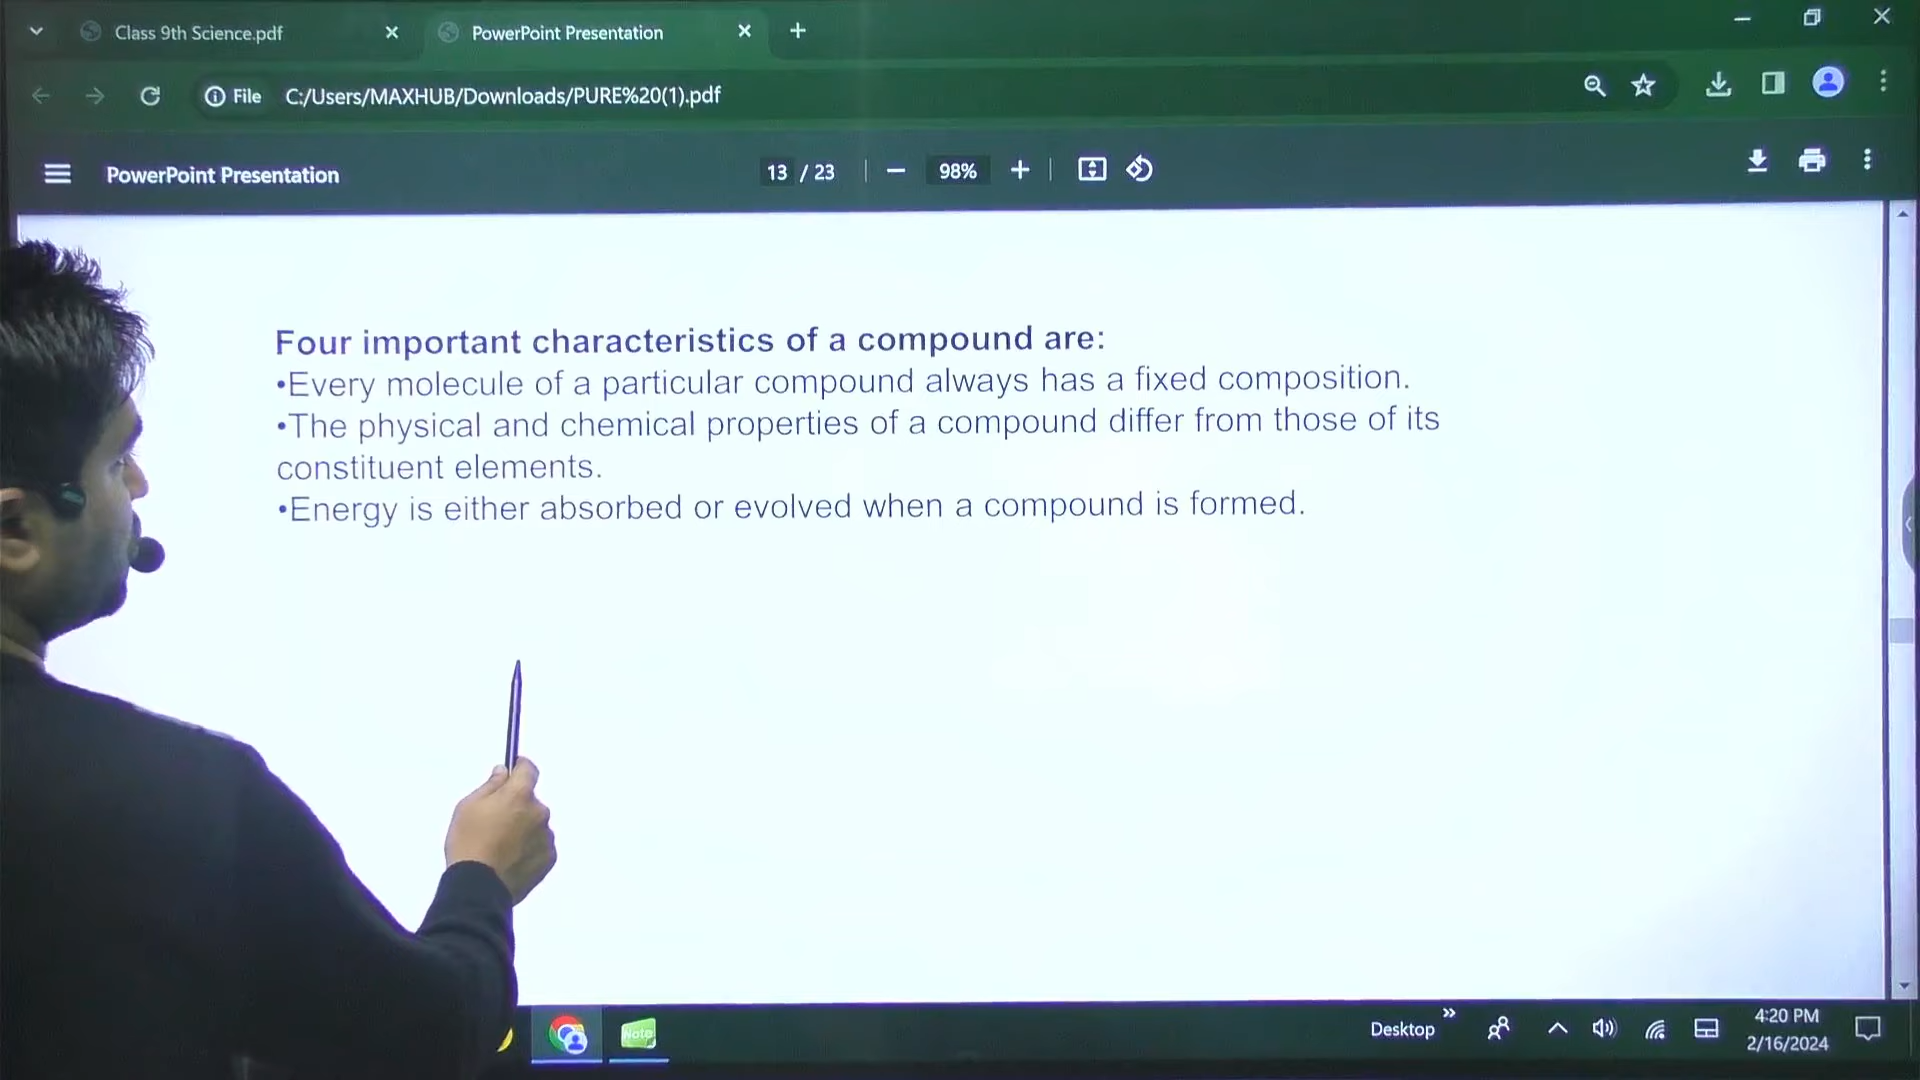 Class 9th Science.pdf
PowerPoint Presentation
File C:/Users/MAXHUB/Downloads/PURE%20(1).pdf
PowerPoint Presentation
13 / 23
98%
Four important characteristics of a compound are:
•Every molecule of a particular compound always has a fixed composition.
•The physical and chemical properties of a compound differ from those of its
constituent elements.
•Energy is either absorbed or evolved when a compound is formed.
Note
Desktop
4:20 PM
2/16/2024